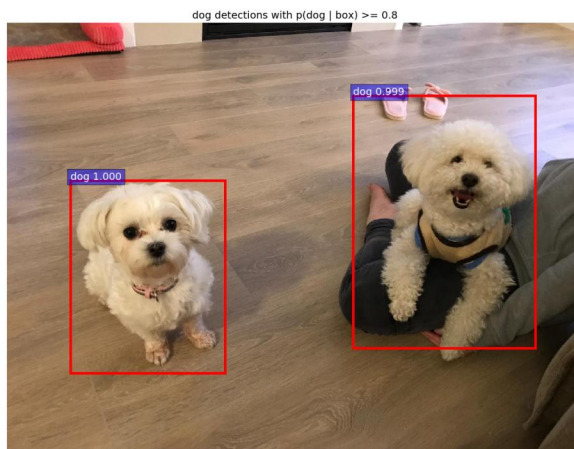 dog detections with p(dog | box) >= 0.8
dog 0.999
dog 1.000